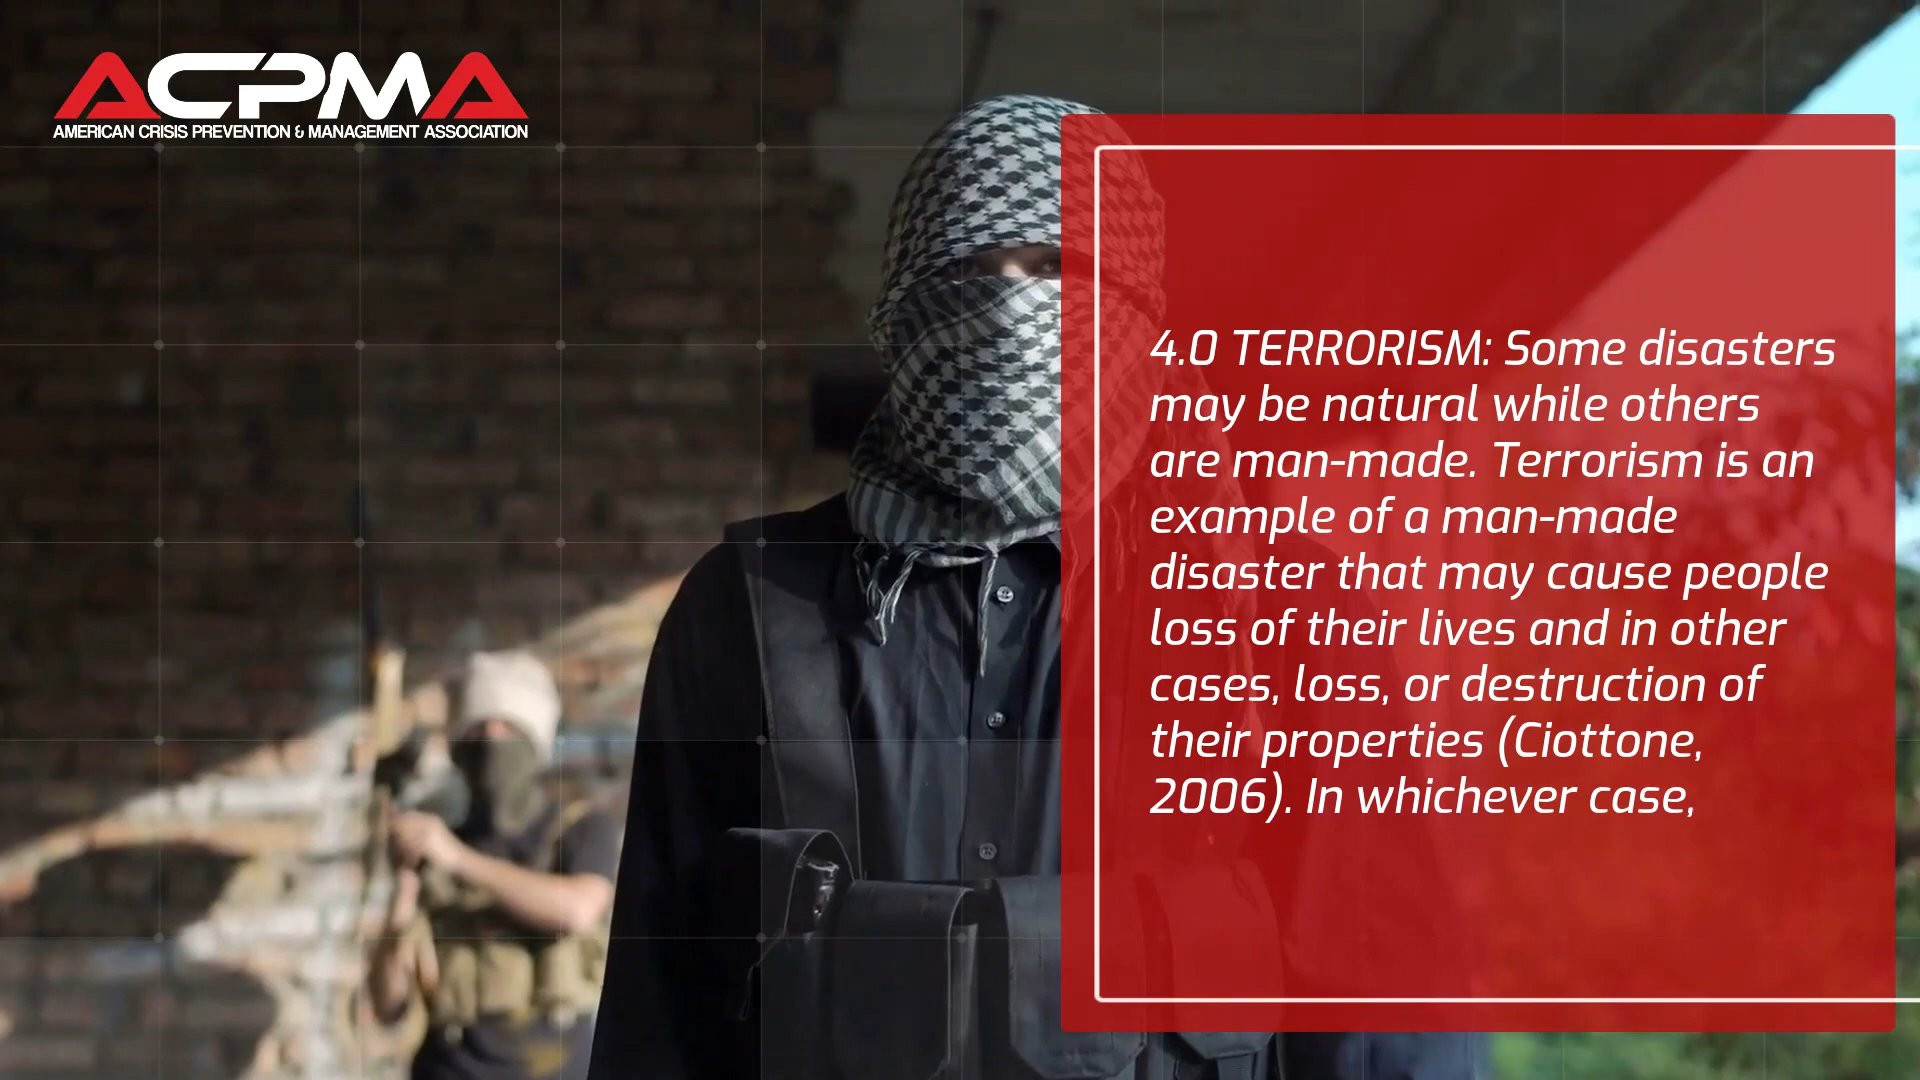 ACPMA
AMERICAN CRISIS PREVENTION & MANAGEMENT ASSOCIATION
4.0 TERRORISM: Some disasters
may be natural while others
are man-made. Terrorism is an
example of a man-made
disaster that may cause people
loss of their lives and in other
cases, loss, or destruction of
their properties (Ciottone,
2006). In whichever case,